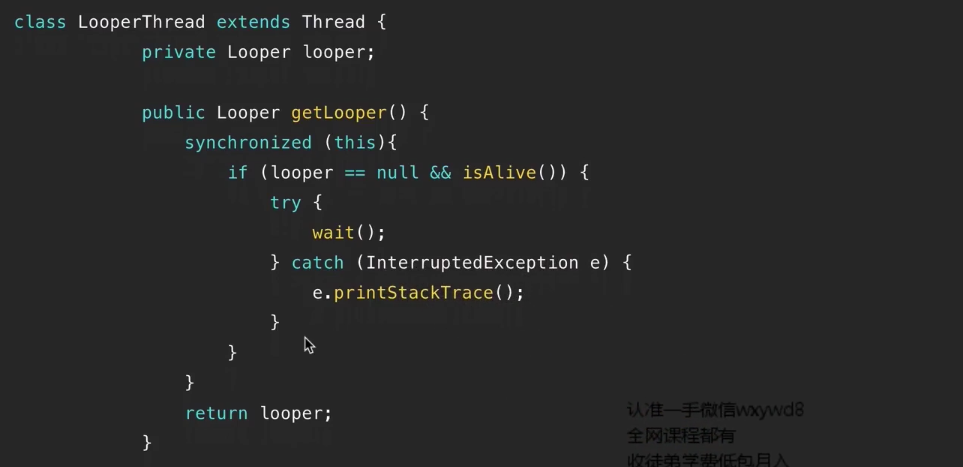 class LooperThread extends Thread {
private Looper looper;
public Looper getLooper() {
synchronized (this){
if (looper == null && isAlive()) {
try {
wait();
} catch (InterruptedException e) {
e.printStackTrace();
}
}
}
return looper;
}
认准一手微信wxywd8
全网课程都有
收徒弟学费低包月入